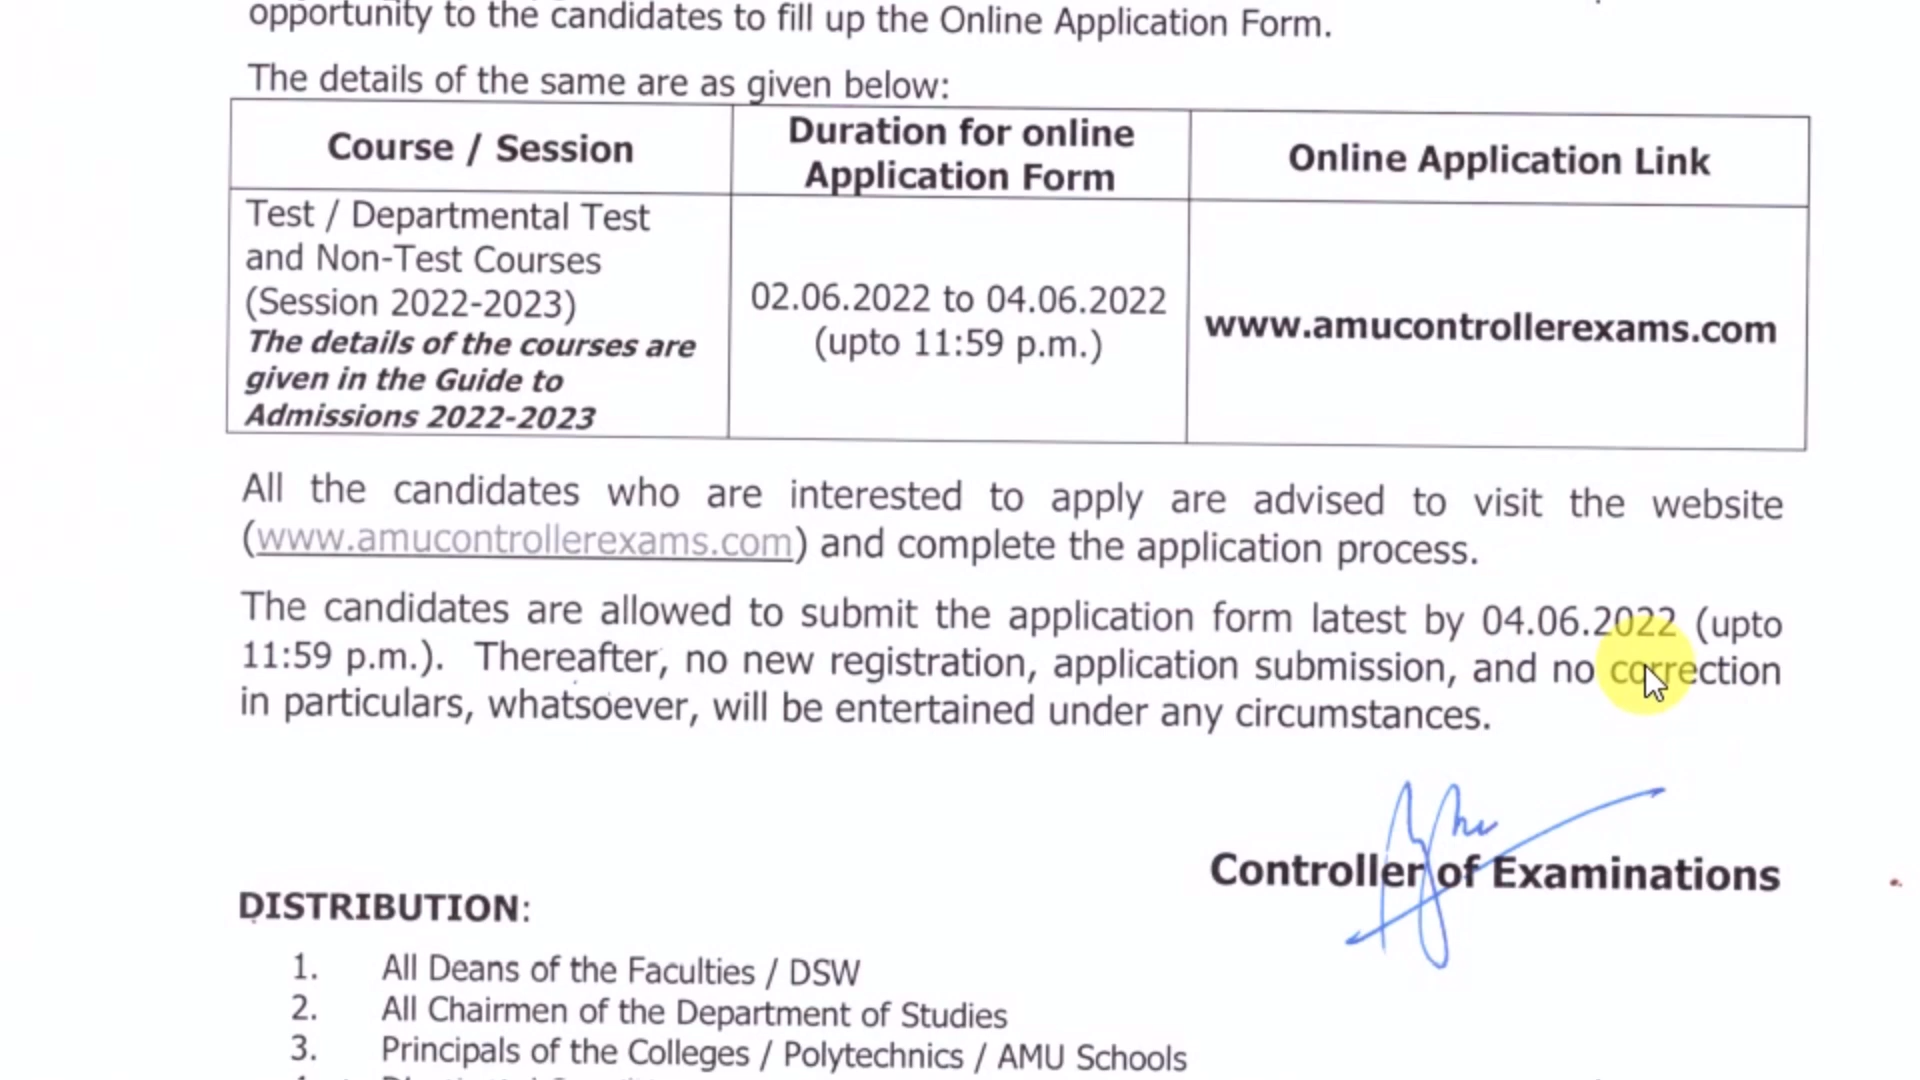 opportunity to the candidates to fill up the Online Application Form.
The details of the same are as given below:
Course / Session
Duration for online
Application Form
Online Application Link
Test / Departmental Test
and Non-Test Courses
(Session 2022-2023)
The details of the courses are
given in the Guide to
Admissions 2022-2023
02.06.2022 to 04.06.2022
(upto 11:59 p.m.)
www.amucontrollerexams.com
All the candidates who are interested to apply are advised to visit the website
(www.amucontrollerexams.com) and complete the application process.
The candidates are allowed to submit the application form latest by 04.06.2022 (upto
11:59 p.m.). Thereafter, no new registration, application submission, and no correction
in particulars, whatsoever, will be entertained under any circumstances.
Controller of Examinations
DISTRIBUTION:
1. All Deans of the Faculties / DSW
2. All Chairmen of the Department of Studies
3. Principals of the Colleges / Polytechnics / AMU Schools